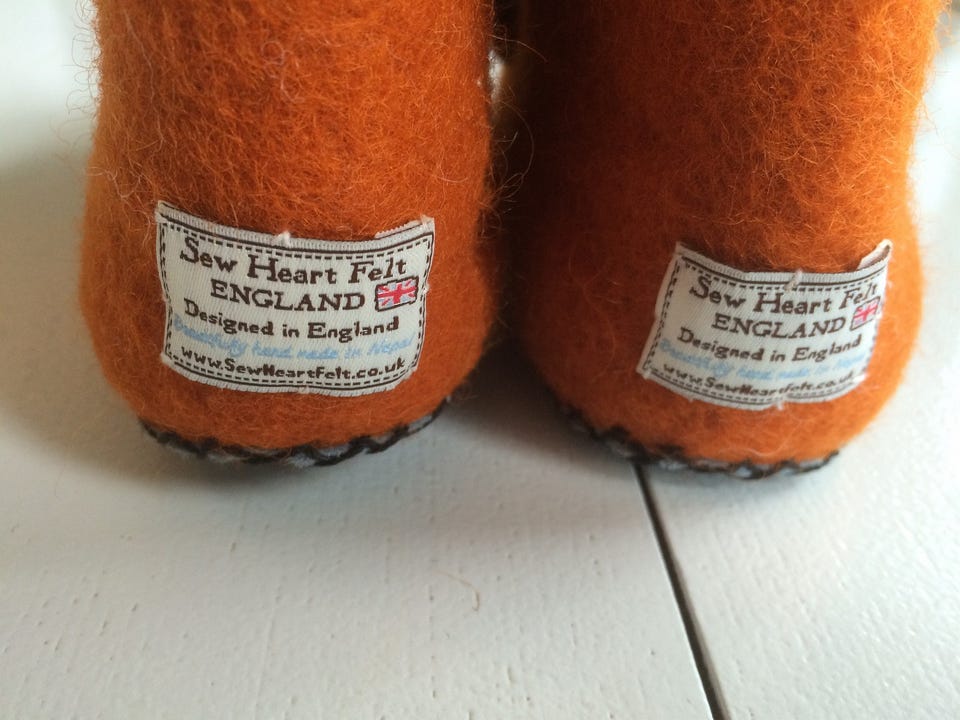 Sew Heart Felt
ENGLAND
Designed in England
Beautifully hand made in Nepal
www.SewHeartFelt.co.uk
Sew Heart Felt
ENGLAND
Designed in England
Beautifully hand made in Nepal
www.SewHeartFelt.co.uk